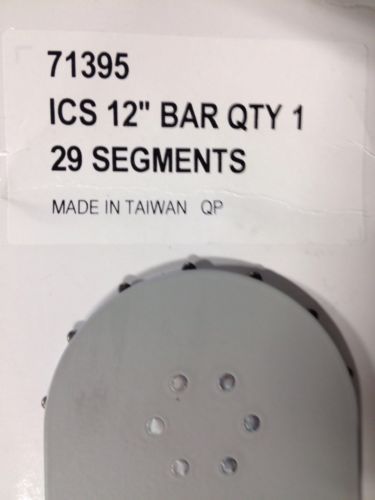 71395
ICS 12" BAR QTY 1
29 SEGMENTS
MADE IN TAIWAN QP